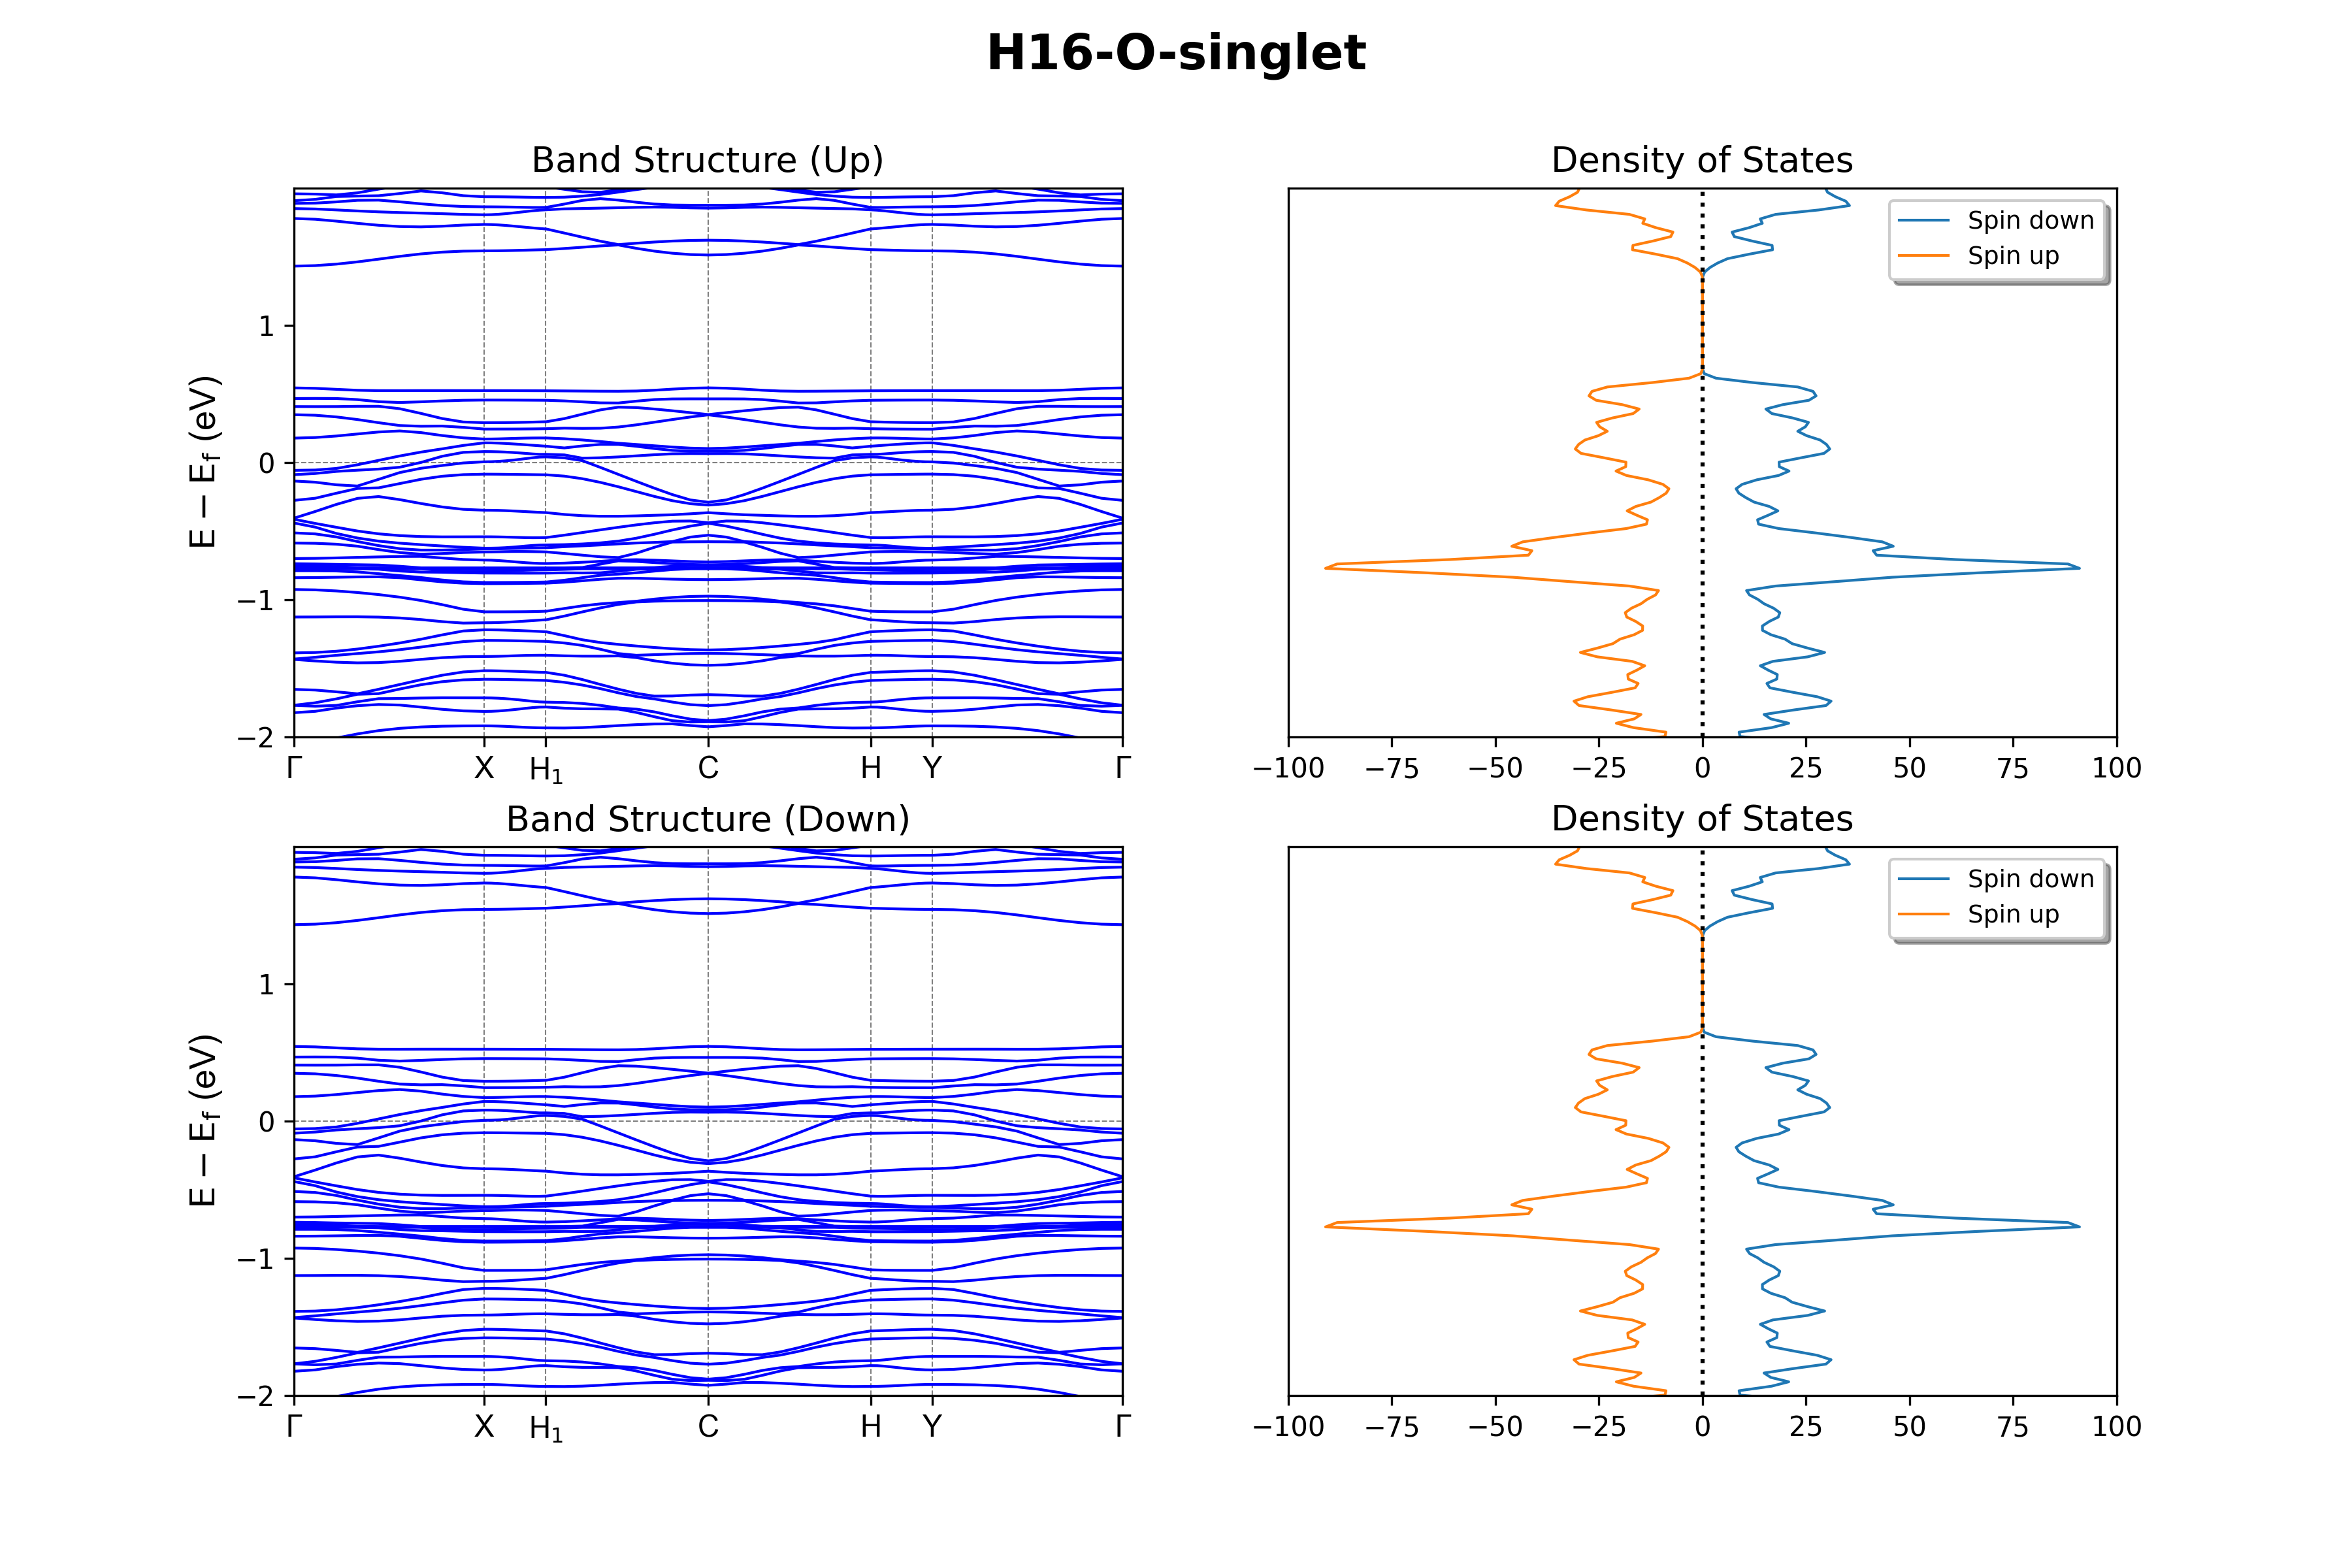 H16-O-singlet
Band Structure (Up)
E − E_f (eV)
1
0
−1
−2
Γ X H₁ C H Y Γ
Density of States
Spin down
Spin up
−100 −75 −50 −25 0 25 50 75 100
Band Structure (Down)
E − E_f (eV)
1
0
−1
−2
Γ X H₁ C H Y Γ
Density of States
Spin down
Spin up
−100 −75 −50 −25 0 25 50 75 100